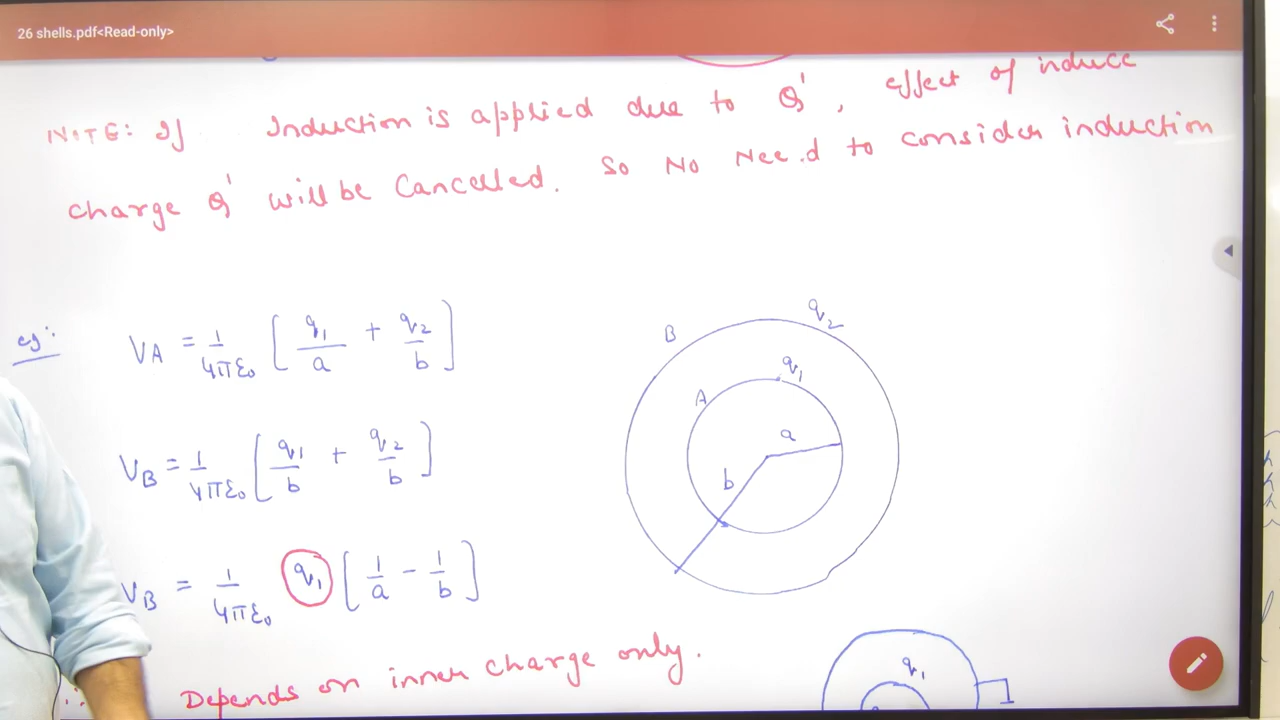 26 shells.pdf<Read-only>
NOTE: If Induction is applied due to Q', effect of induce
charge Q' will be Cancelled. So No Need to consider induction
eg:
VA = 1/4πε₀ [ q₁/a + q₂/b ]
VB = 1/4πε₀ [ q₁/b + q₂/b ]
VB = 1/4πε₀ q₁ [ 1/a - 1/b ]
Depends on inner charge only.
B
q₂
A
q₁
a
b
q₁